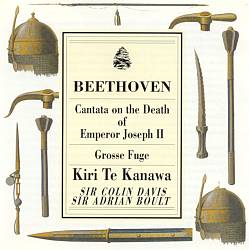 BEETHOVEN
Cantata on the Death
of
Emperor Joseph II
Grosse Fuge
Kiri Te Kanawa
SIR COLIN DAVIS
SIR ADRIAN BOULT